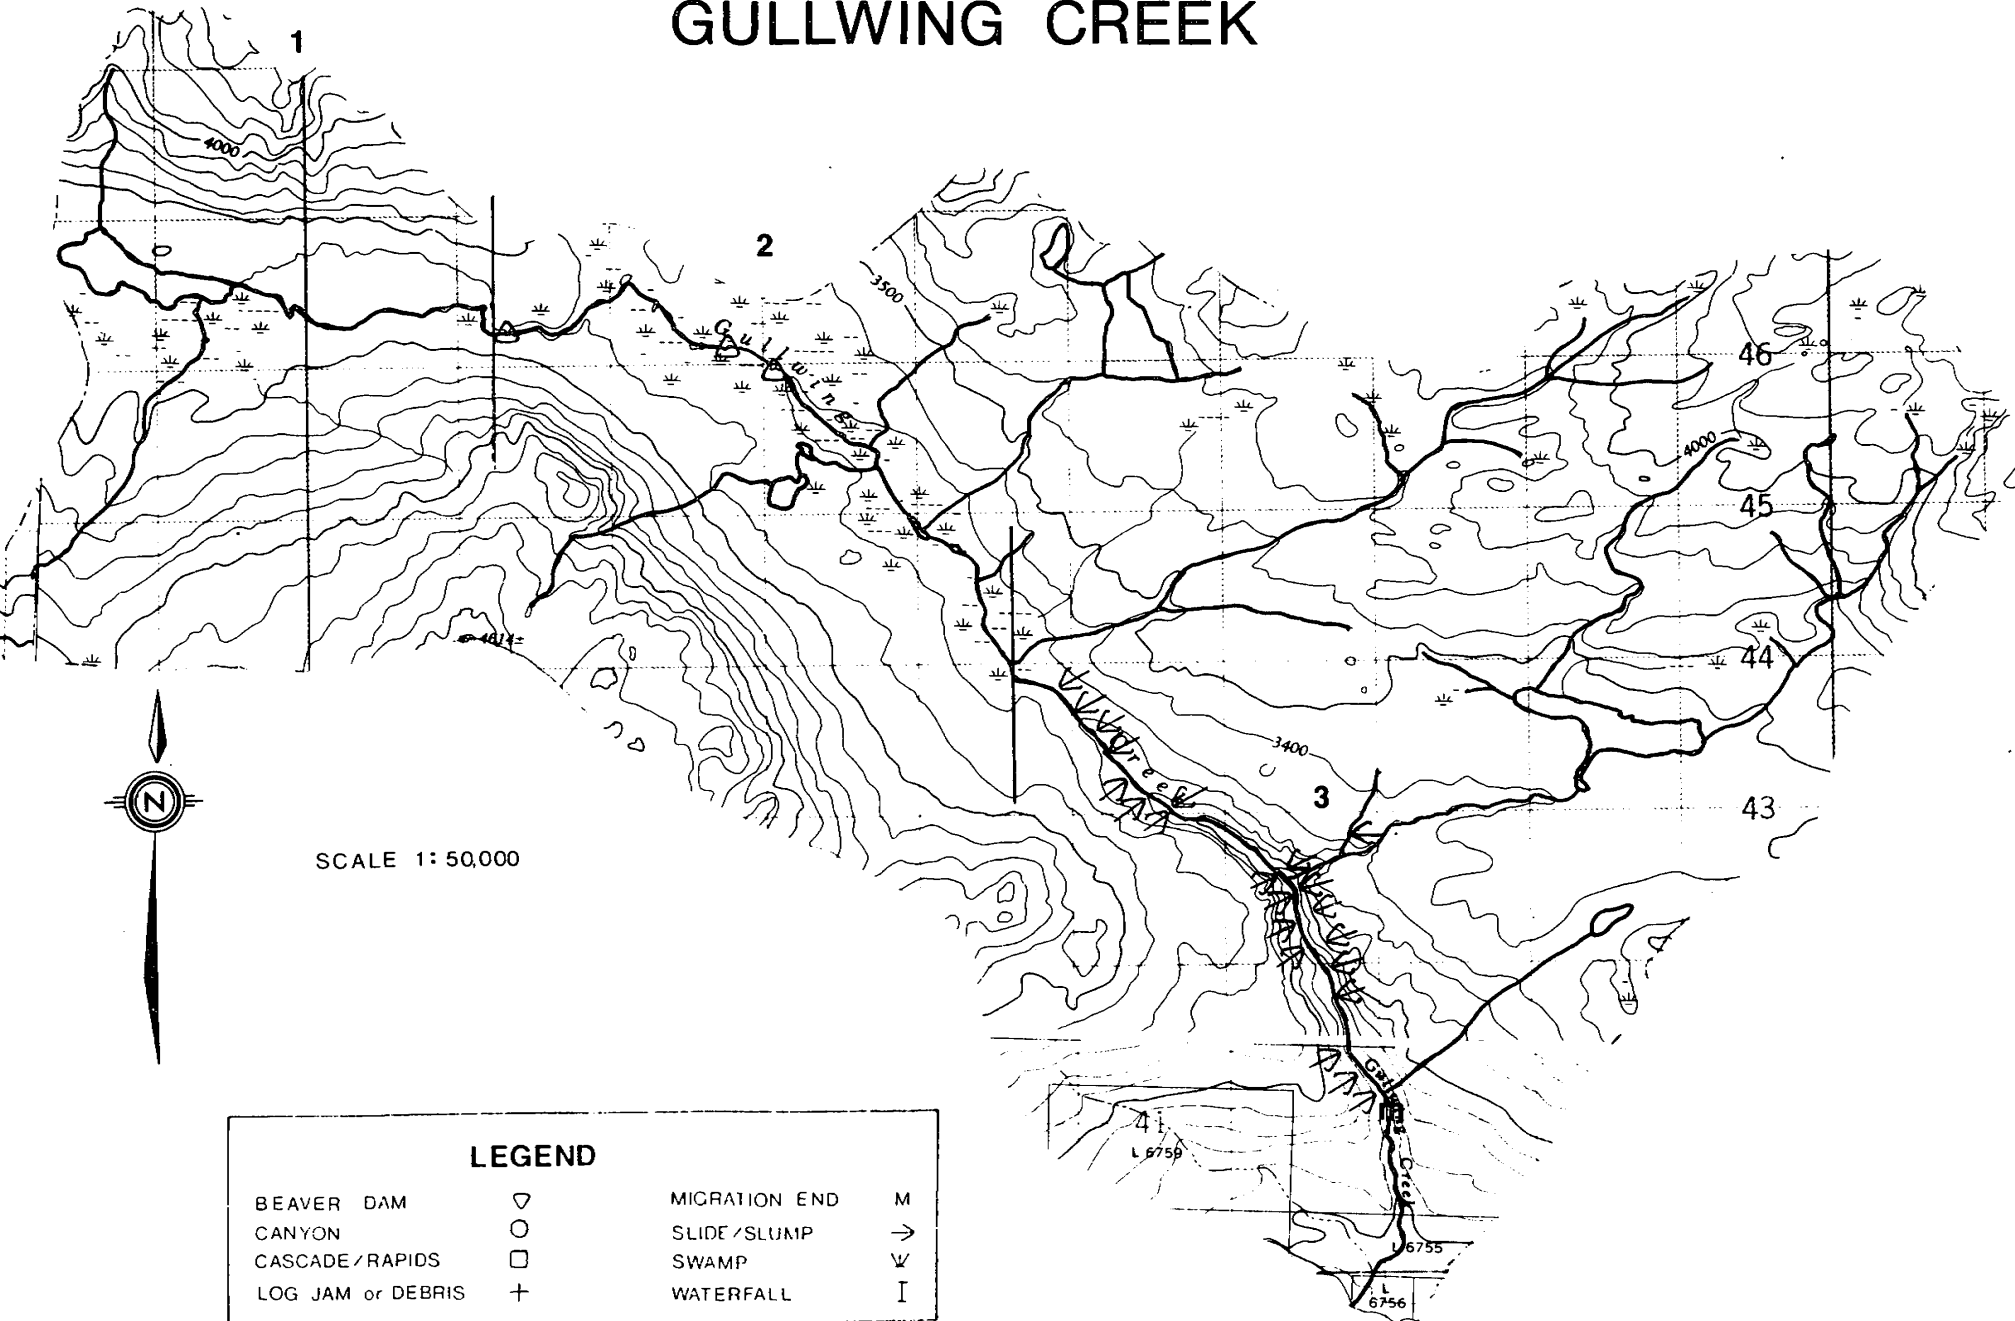 GULLWING CREEK
1
4000
2
3500
46
4000
45
4614±
Gullwing
44
3400
Creek
3
43
N
SCALE 1:50,000
Gullwing Creek
41
L 6759
L 6755
L
6756
LEGEND
BEAVER DAM
MIGRATION END M
CANYON
SLIDE/SLUMP
CASCADE/RAPIDS
SWAMP
LOG JAM or DEBRIS +
WATERFALL I